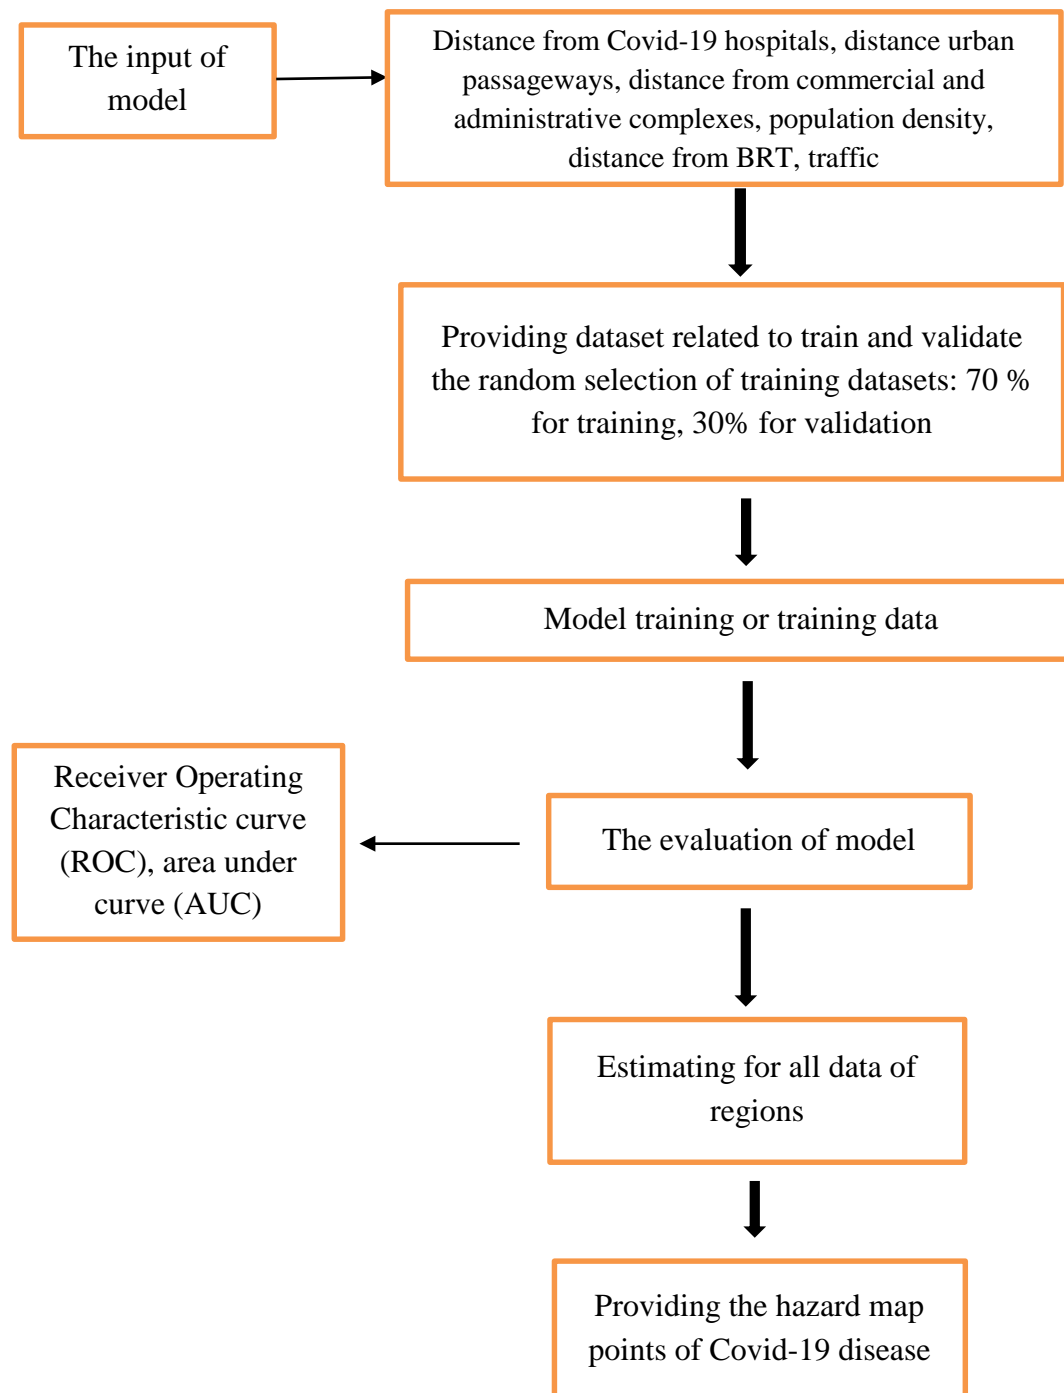 The input of
model
Distance from Covid-19 hospitals, distance urban
passageways, distance from commercial and
administrative complexes, population density,
distance from BRT, traffic
Providing dataset related to train and validate
the random selection of training datasets: 70 %
for training, 30% for validation
Model training or training data
Receiver Operating
Characteristic curve
(ROC), area under
curve (AUC)
The evaluation of model
Estimating for all data of
regions
Providing the hazard map
points of Covid-19 disease